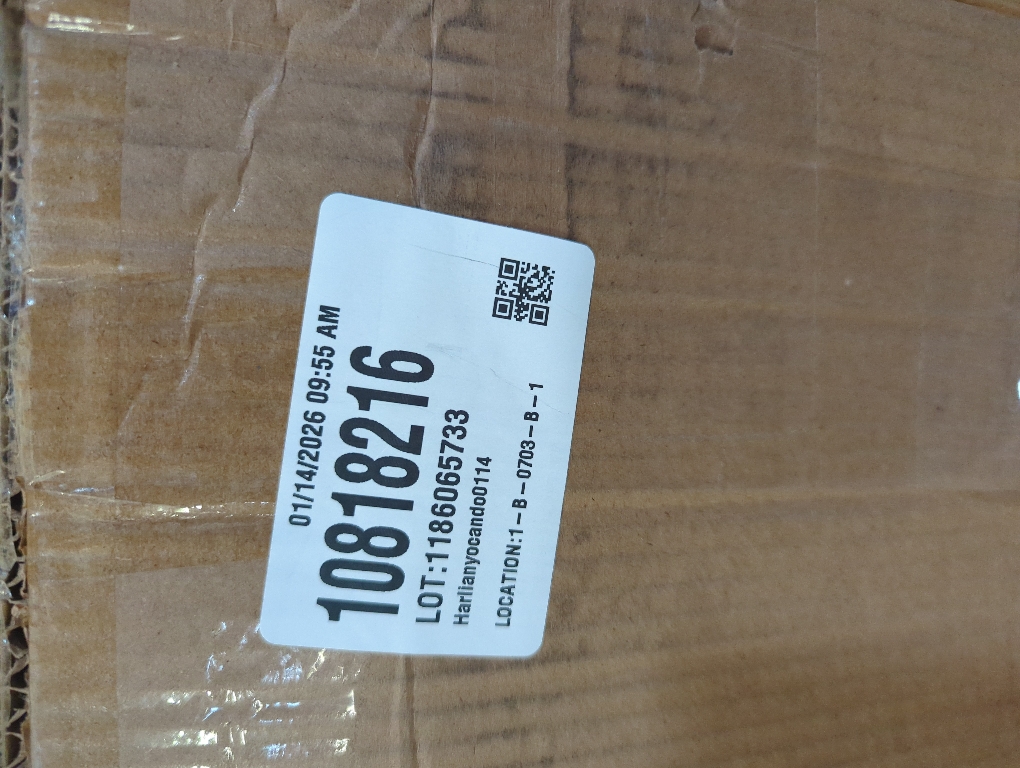 01/14/2026 09:55 AM
10818216
LOT:1186065733
Harlianyocando0114
LOCATION:1-B-0703-B-1